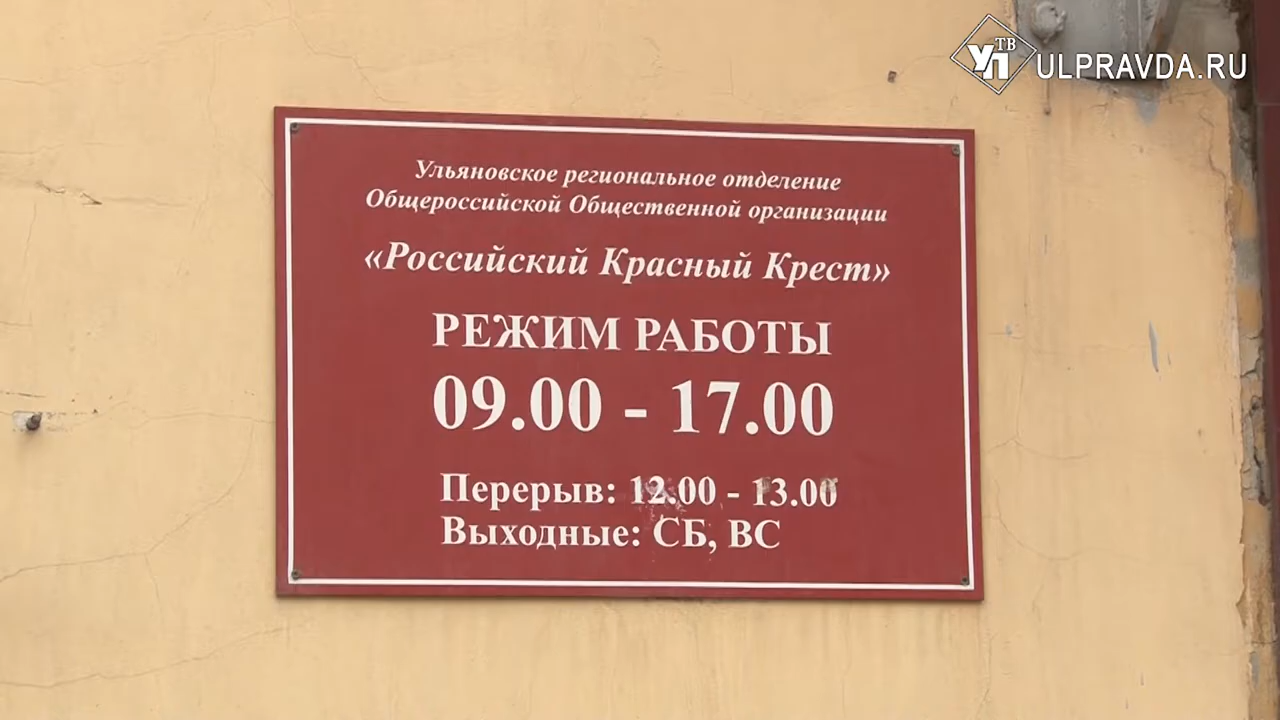 УП ТВ ULPRAVDA.RU
Ульяновское региональное отделение
Общероссийской Общественной организации
«Российский Красный Крест»
РЕЖИМ РАБОТЫ
09.00 - 17.00
Перерыв: 12.00 - 13.00
Выходные: СБ, ВС